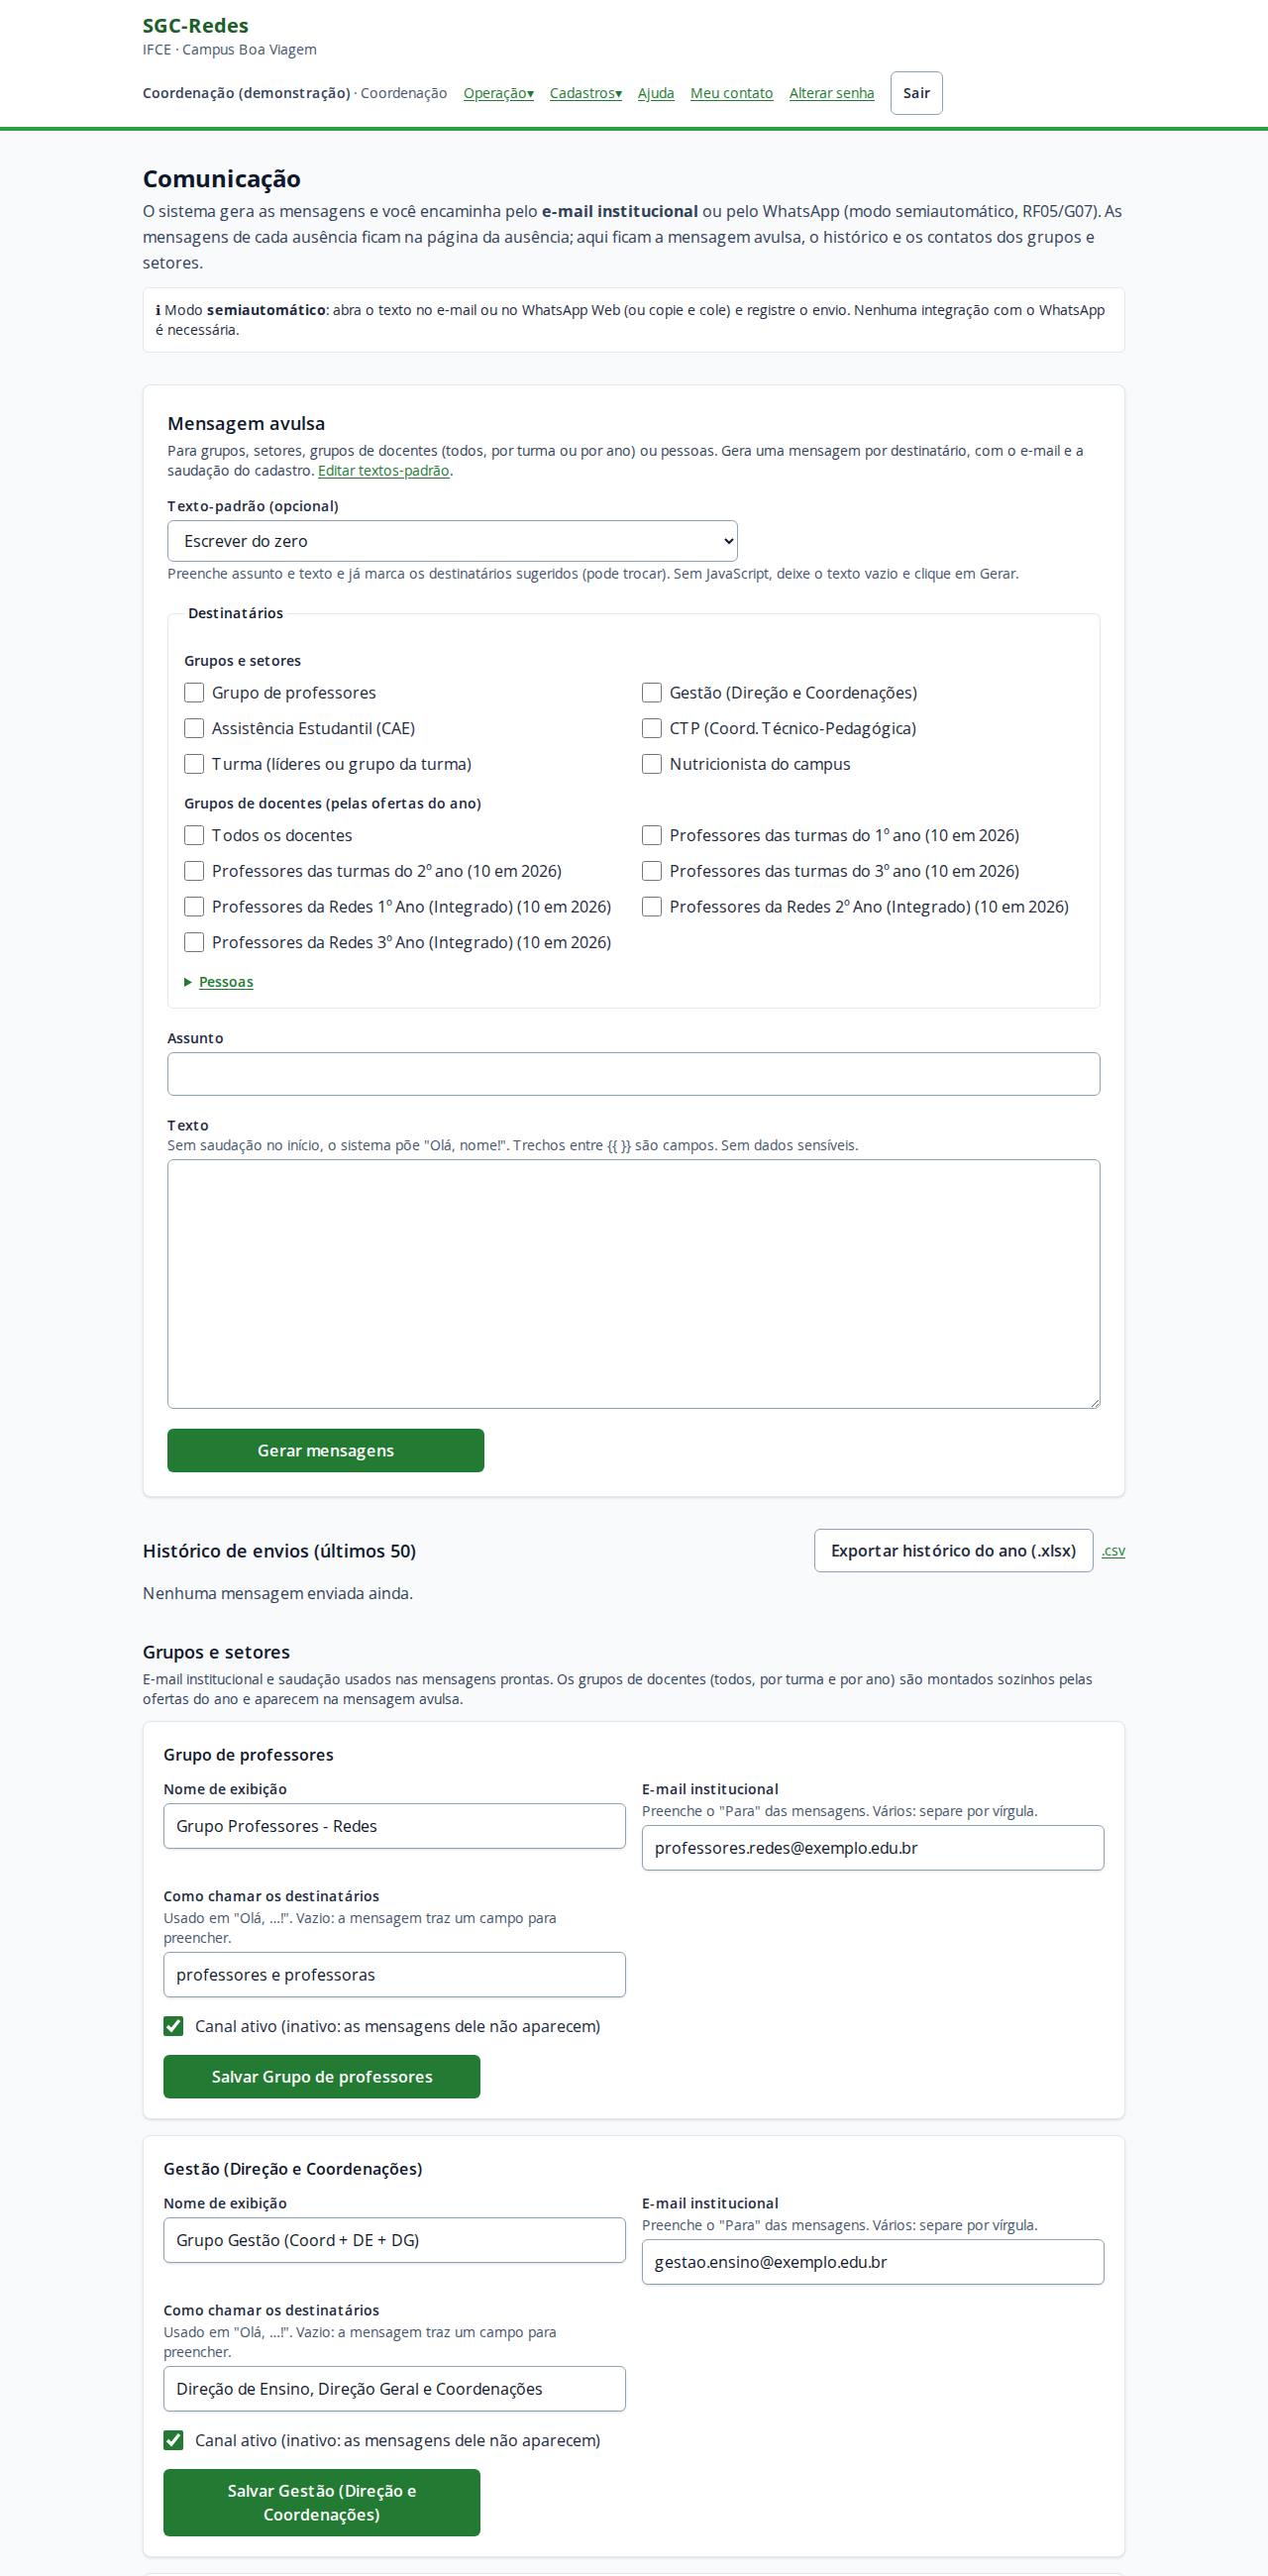 SGC-Redes
IFCE · Campus Boa Viagem
Coordenação (demonstração) · Coordenação Operação▾ Cadastros▾ Ajuda Meu contato Alterar senha Sair
Comunicação
O sistema gera as mensagens e você encaminha pelo e-mail institucional ou pelo WhatsApp (modo semiautomático, RF05/G07). As
mensagens de cada ausência ficam na página da ausência; aqui ficam a mensagem avulsa, o histórico e os contatos dos grupos e
setores.
ℹ Modo semiautomático: abra o texto no e-mail ou no WhatsApp Web (ou copie e cole) e registre o envio. Nenhuma integração com o WhatsApp
é necessária.
Mensagem avulsa
Para grupos, setores, grupos de docentes (todos, por turma ou por ano) ou pessoas. Gera uma mensagem por destinatário, com o e-mail e a
saudação do cadastro. Editar textos-padrão.
Texto-padrão (opcional)
Escrever do zero
Preenche assunto e texto e já marca os destinatários sugeridos (pode trocar). Sem JavaScript, deixe o texto vazio e clique em Gerar.
Destinatários
Grupos e setores
Grupo de professores Gestão (Direção e Coordenações)
Assistência Estudantil (CAE) CTP (Coord. Técnico-Pedagógica)
Turma (líderes ou grupo da turma) Nutricionista do campus
Grupos de docentes (pelas ofertas do ano)
Todos os docentes Professores das turmas do 1º ano (10 em 2026)
Professores das turmas do 2º ano (10 em 2026) Professores das turmas do 3º ano (10 em 2026)
Professores da Redes 1º Ano (Integrado) (10 em 2026) Professores da Redes 2º Ano (Integrado) (10 em 2026)
Professores da Redes 3º Ano (Integrado) (10 em 2026)
▶ Pessoas
Assunto
Texto
Sem saudação no início, o sistema põe "Olá, nome!". Trechos entre {{ }} são campos. Sem dados sensíveis.
Gerar mensagens
Histórico de envios (últimos 50) Exportar histórico do ano (.xlsx) .csv
Nenhuma mensagem enviada ainda.
Grupos e setores
E-mail institucional e saudação usados nas mensagens prontas. Os grupos de docentes (todos, por turma e por ano) são montados sozinhos pelas
ofertas do ano e aparecem na mensagem avulsa.
Grupo de professores
Nome de exibição
Grupo Professores - Redes
E-mail institucional
Preenche o "Para" das mensagens. Vários: separe por vírgula.
professores.redes@exemplo.edu.br
Como chamar os destinatários
Usado em "Olá, ...!". Vazio: a mensagem traz um campo para
preencher.
professores e professoras
Canal ativo (inativo: as mensagens dele não aparecem)
Salvar Grupo de professores
Gestão (Direção e Coordenações)
Nome de exibição
Grupo Gestão (Coord + DE + DG)
E-mail institucional
Preenche o "Para" das mensagens. Vários: separe por vírgula.
gestao.ensino@exemplo.edu.br
Como chamar os destinatários
Usado em "Olá, ...!". Vazio: a mensagem traz um campo para
preencher.
Direção de Ensino, Direção Geral e Coordenações
Canal ativo (inativo: as mensagens dele não aparecem)
Salvar Gestão (Direção e
Coordenações)